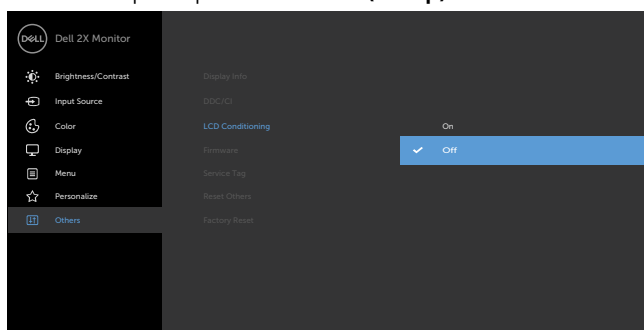 DELL Dell 2X Monitor
Brightness/Contrast
Input Source
Color
Display
Menu
Personalize
Others
Display Info
DDC/CI
LCD Conditioning
Firmware
Service Tag
Reset Others
Factory Reset
On
Off